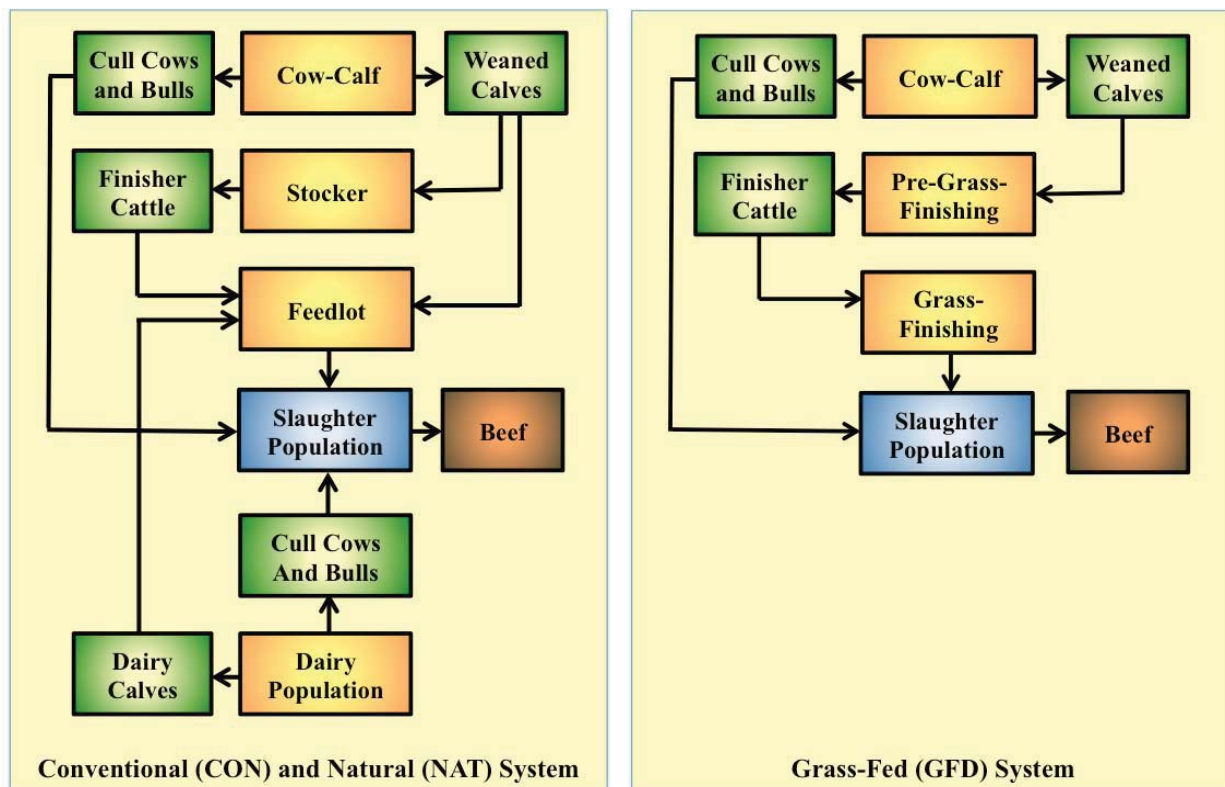 Cull Cows
and Bulls
Cow-Calf
Weaned
Calves
Finisher
Cattle
Stocker
Feedlot
Slaughter
Population
Beef
Cull Cows
And Bulls
Dairy
Calves
Dairy
Population
Conventional (CON) and Natural (NAT) System
Cull Cows
and Bulls
Cow-Calf
Weaned
Calves
Finisher
Cattle
Pre-Grass-
Finishing
Grass-
Finishing
Slaughter
Population
Beef
Grass-Fed (GFD) System